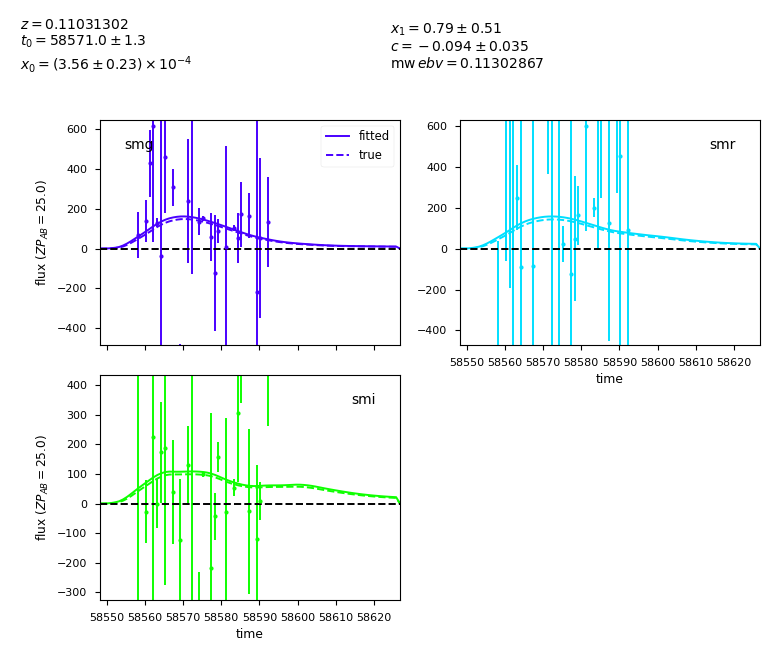 z = 0.11031302
t₀ = 58571.0 ± 1.3
x₀ = (3.56 ± 0.23) × 10⁻⁴
x₁ = 0.79 ± 0.51
c = −0.094 ± 0.035
mw ebv = 0.11302867
600
400
200
0
−200
−400
flux (ZP_AB = 25.0)
smg
fitted
true
600
400
200
0
−200
−400
smr
58550 58560 58570 58580 58590 58600 58610 58620
time
400
300
200
100
0
−100
−200
−300
flux (ZP_AB = 25.0)
smi
58550 58560 58570 58580 58590 58600 58610 58620
time